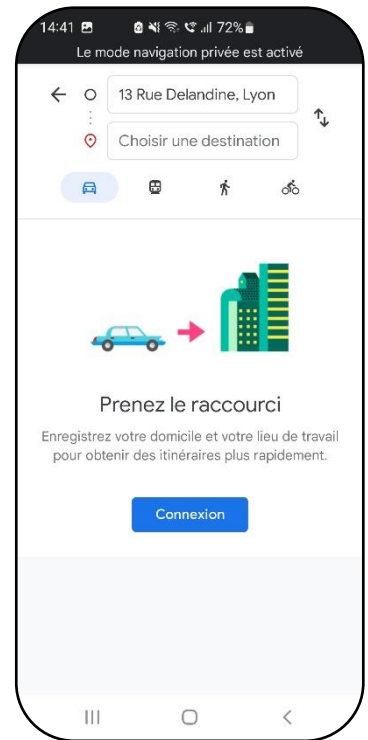 14:41 72%
Le mode navigation privée est activé
13 Rue Delandine, Lyon
Choisir une destination
Prenez le raccourci
Enregistrez votre domicile et votre lieu de travail
pour obtenir des itinéraires plus rapidement.
Connexion